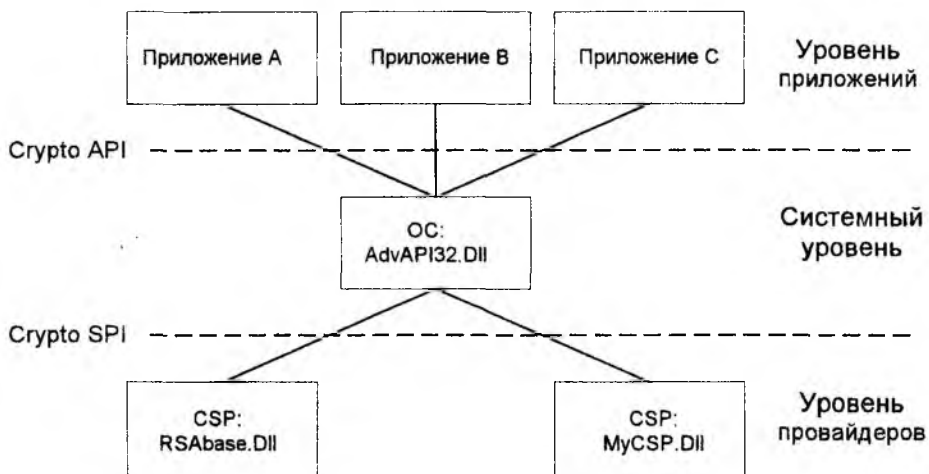 Приложение A
Приложение B
Приложение C
Уровень
приложений
Crypto API
ОС:
AdvAPI32.Dll
Системный
уровень
Crypto SPI
CSP:
RSAbase.Dll
CSP:
MyCSP.Dll
Уровень
провайдеров